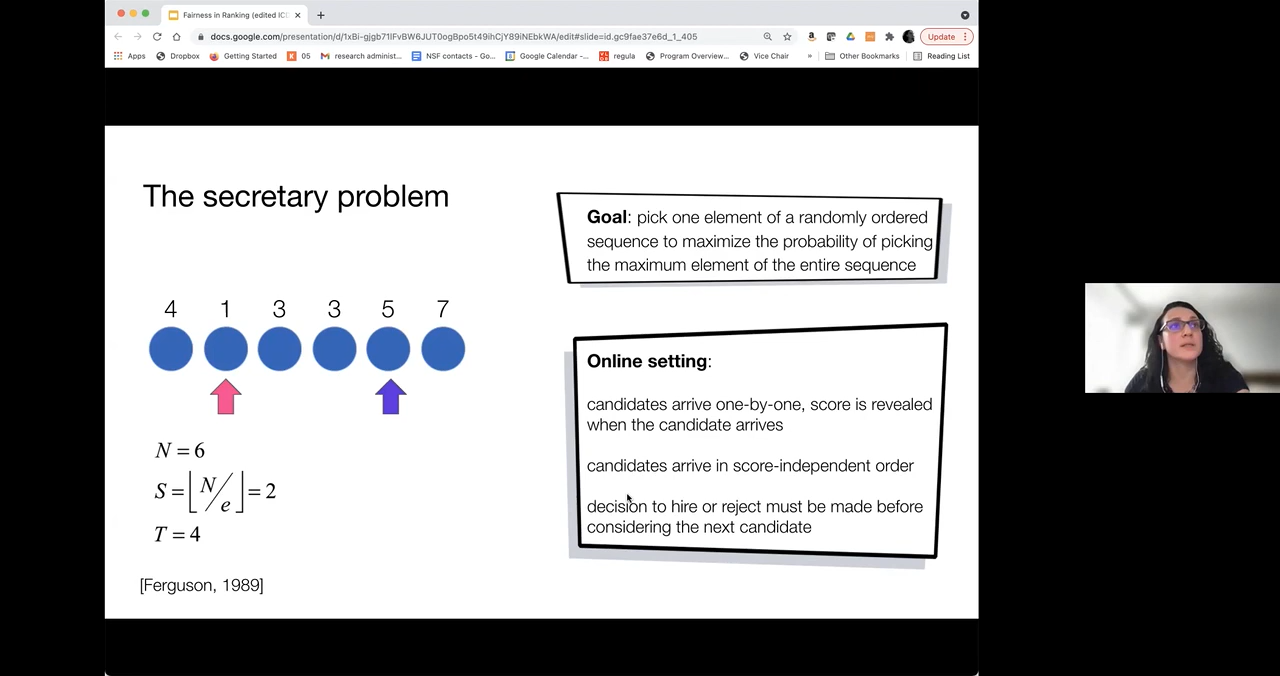 Fairness in Ranking (edited IC
docs.google.com/presentation/d/1xBi-gjgb71lFvBW6JUT0ogBpo5t49ihCjY89iNEbkWA/edit#slide=id.gc9fae37e6d_1_405
Update
Apps Dropbox Getting Started 05 research administ... NSF contacts - Go... Google Calendar -... regula Program Overview... Vice Chair » Other Bookmarks Reading List
The secretary problem
Goal: pick one element of a randomly ordered
sequence to maximize the probability of picking
the maximum element of the entire sequence
4 1 3 3 5 7
N = 6
S = ⌊N/e⌋ = 2
T = 4
[Ferguson, 1989]
Online setting:
candidates arrive one-by-one, score is revealed
when the candidate arrives
candidates arrive in score-independent order
decision to hire or reject must be made before
considering the next candidate